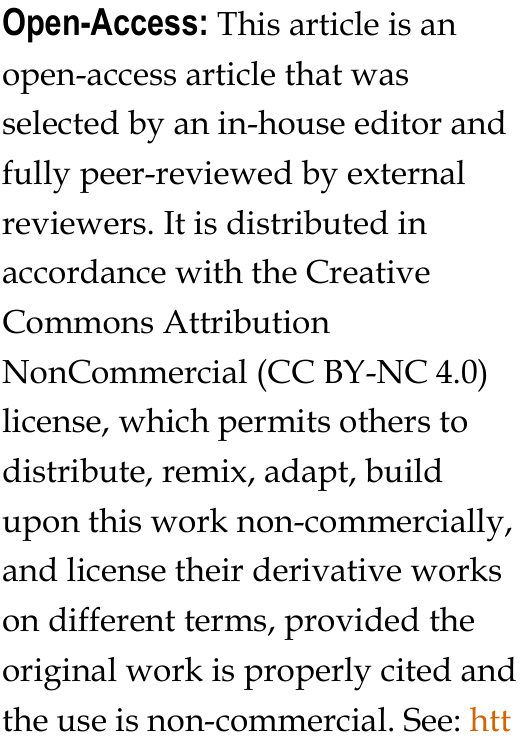 Open-Access: This article is an
open-access article that was
selected by an in-house editor and
fully peer-reviewed by external
reviewers. It is distributed in
accordance with the Creative
Commons Attribution
NonCommercial (CC BY-NC 4.0)
license, which permits others to
distribute, remix, adapt, build
upon this work non-commercially,
and license their derivative works
on different terms, provided the
original work is properly cited and
the use is non-commercial. See: htt